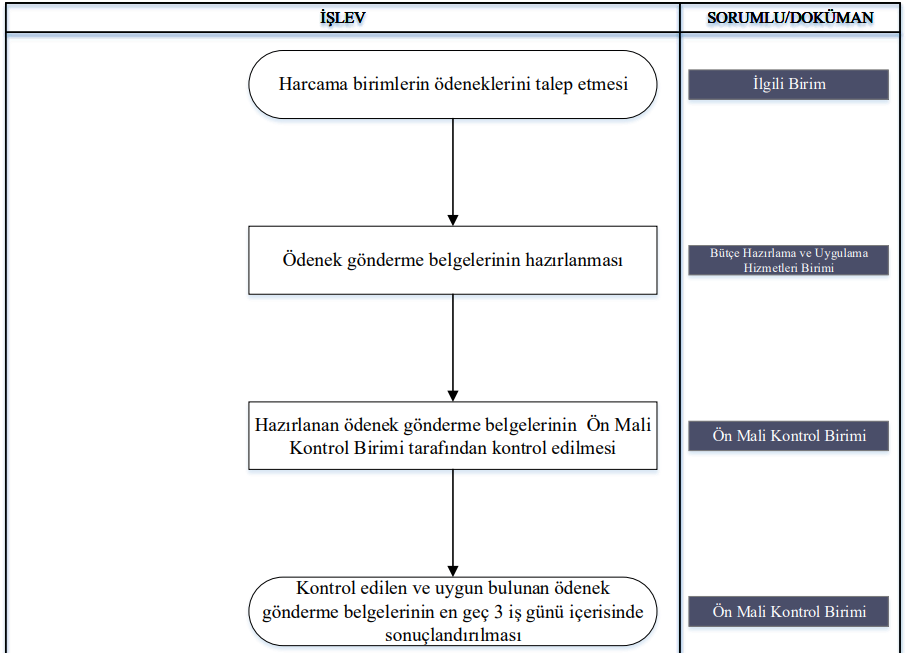 İŞLEV
SORUMLU/DOKÜMAN
Harcama birimlerin ödeneklerini talep etmesi
İlgili Birim
Ödenek gönderme belgelerinin hazırlanması
Bütçe Hazırlama ve Uygulama
Hizmetleri Birimi
Hazırlanan ödenek gönderme belgelerinin Ön Mali
Kontrol Birimi tarafından kontrol edilmesi
Ön Mali Kontrol Birimi
Kontrol edilen ve uygun bulunan ödenek
gönderme belgelerinin en geç 3 iş günü içerisinde
sonuçlandırılması
Ön Mali Kontrol Birimi